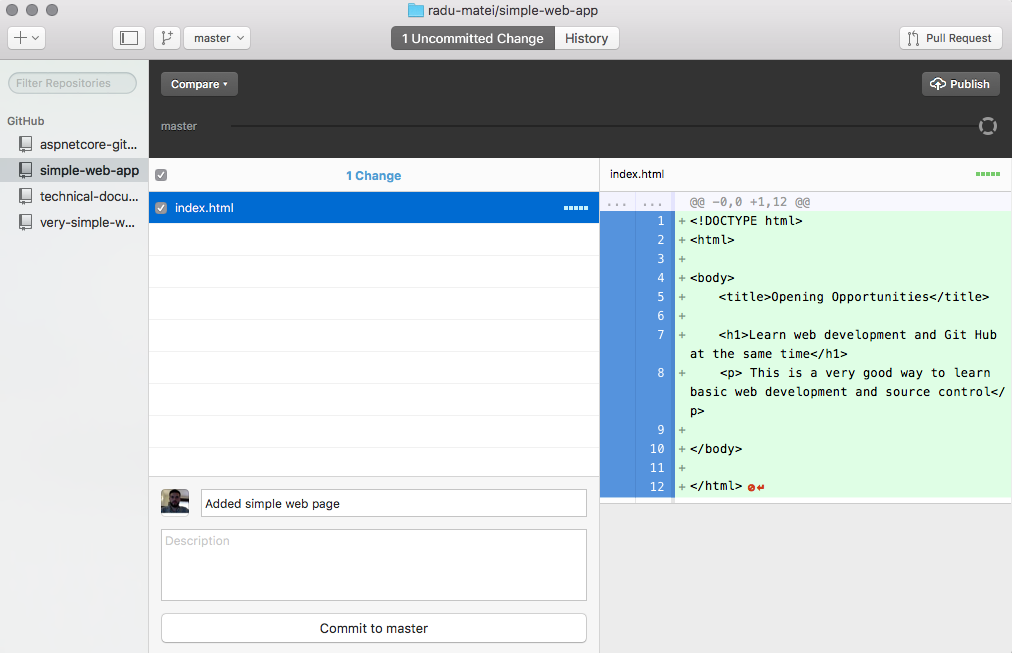 radu-matei/simple-web-app
master
1 Uncommitted Change
History
Pull Request
Filter Repositories
Compare
Publish
GitHub
master
aspnetcore-git...
simple-web-app
technical-docu...
very-simple-w...
1 Change
index.html
index.html
... ... @@ -0,0 +1,12 @@
1 +<!DOCTYPE html>
2 +<html>
3 +
4 +<body>
5 + <title>Opening Opportunities</title>
6 +
7 + <h1>Learn web development and Git Hub
at the same time</h1>
8 + <p> This is a very good way to learn
basic web development and source control</
p>
9 +
10 +</body>
11 +
12 +</html>
Added simple web page
Description
Commit to master